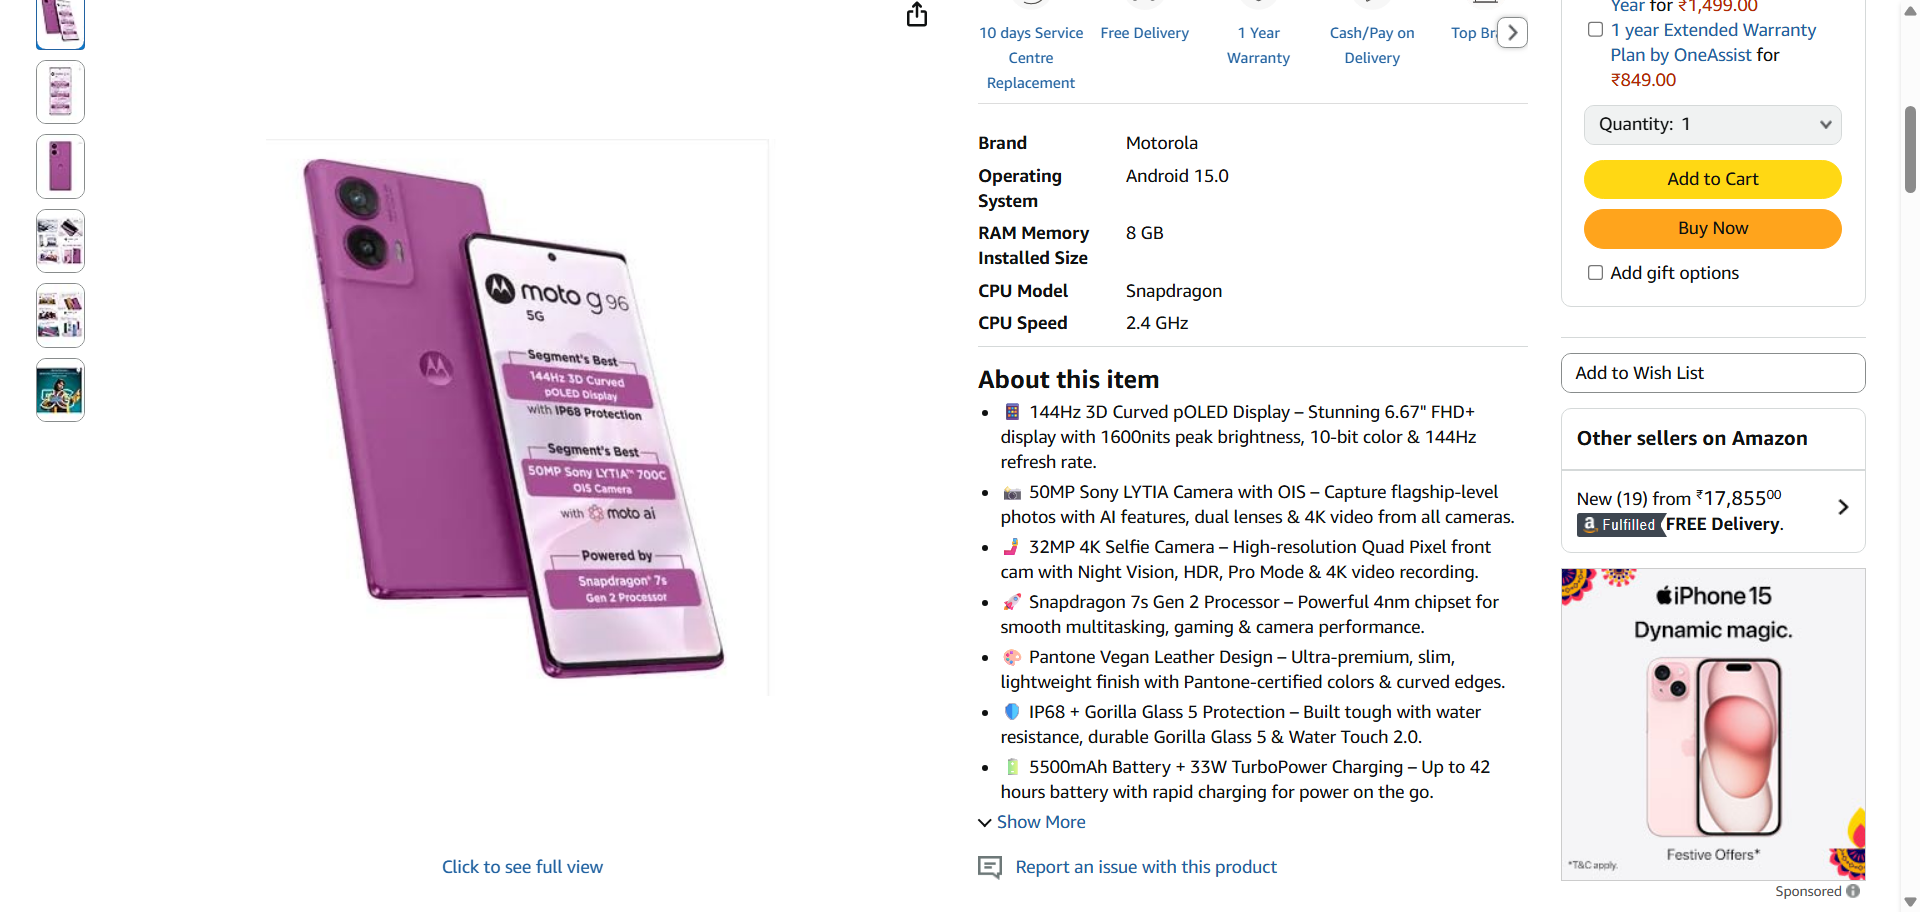 10 days Service
Centre
Replacement
Free Delivery
1 Year
Warranty
Cash/Pay on
Delivery
Top Br
Brand Motorola
Operating
System Android 15.0
RAM Memory
Installed Size 8 GB
CPU Model Snapdragon
CPU Speed 2.4 GHz
About this item
144Hz 3D Curved pOLED Display – Stunning 6.67" FHD+
display with 1600nits peak brightness, 10-bit color & 144Hz
refresh rate.
50MP Sony LYTIA Camera with OIS – Capture flagship-level
photos with AI features, dual lenses & 4K video from all cameras.
32MP 4K Selfie Camera – High-resolution Quad Pixel front
cam with Night Vision, HDR, Pro Mode & 4K video recording.
Snapdragon 7s Gen 2 Processor – Powerful 4nm chipset for
smooth multitasking, gaming & camera performance.
Pantone Vegan Leather Design – Ultra-premium, slim,
lightweight finish with Pantone-certified colors & curved edges.
IP68 + Gorilla Glass 5 Protection – Built tough with water
resistance, durable Gorilla Glass 5 & Water Touch 2.0.
5500mAh Battery + 33W TurboPower Charging – Up to 42
hours battery with rapid charging for power on the go.
Show More
Report an issue with this product
moto g96
5G
Segment's Best
144Hz 3D Curved
pOLED Display
with IP68 Protection
Segment's Best
50MP Sony LYTIA™ 700C
OIS Camera
with moto ai
Powered by
Snapdragon® 7s
Gen 2 Processor
Click to see full view
Year for ₹1,499.00
1 year Extended Warranty
Plan by OneAssist for
₹849.00
Quantity: 1
Add to Cart
Buy Now
Add gift options
Add to Wish List
Other sellers on Amazon
New (19) from ₹17,855⁰⁰
a Fulfilled FREE Delivery.
iPhone 15
Dynamic magic.
Festive Offers*
*T&C apply.
Sponsored